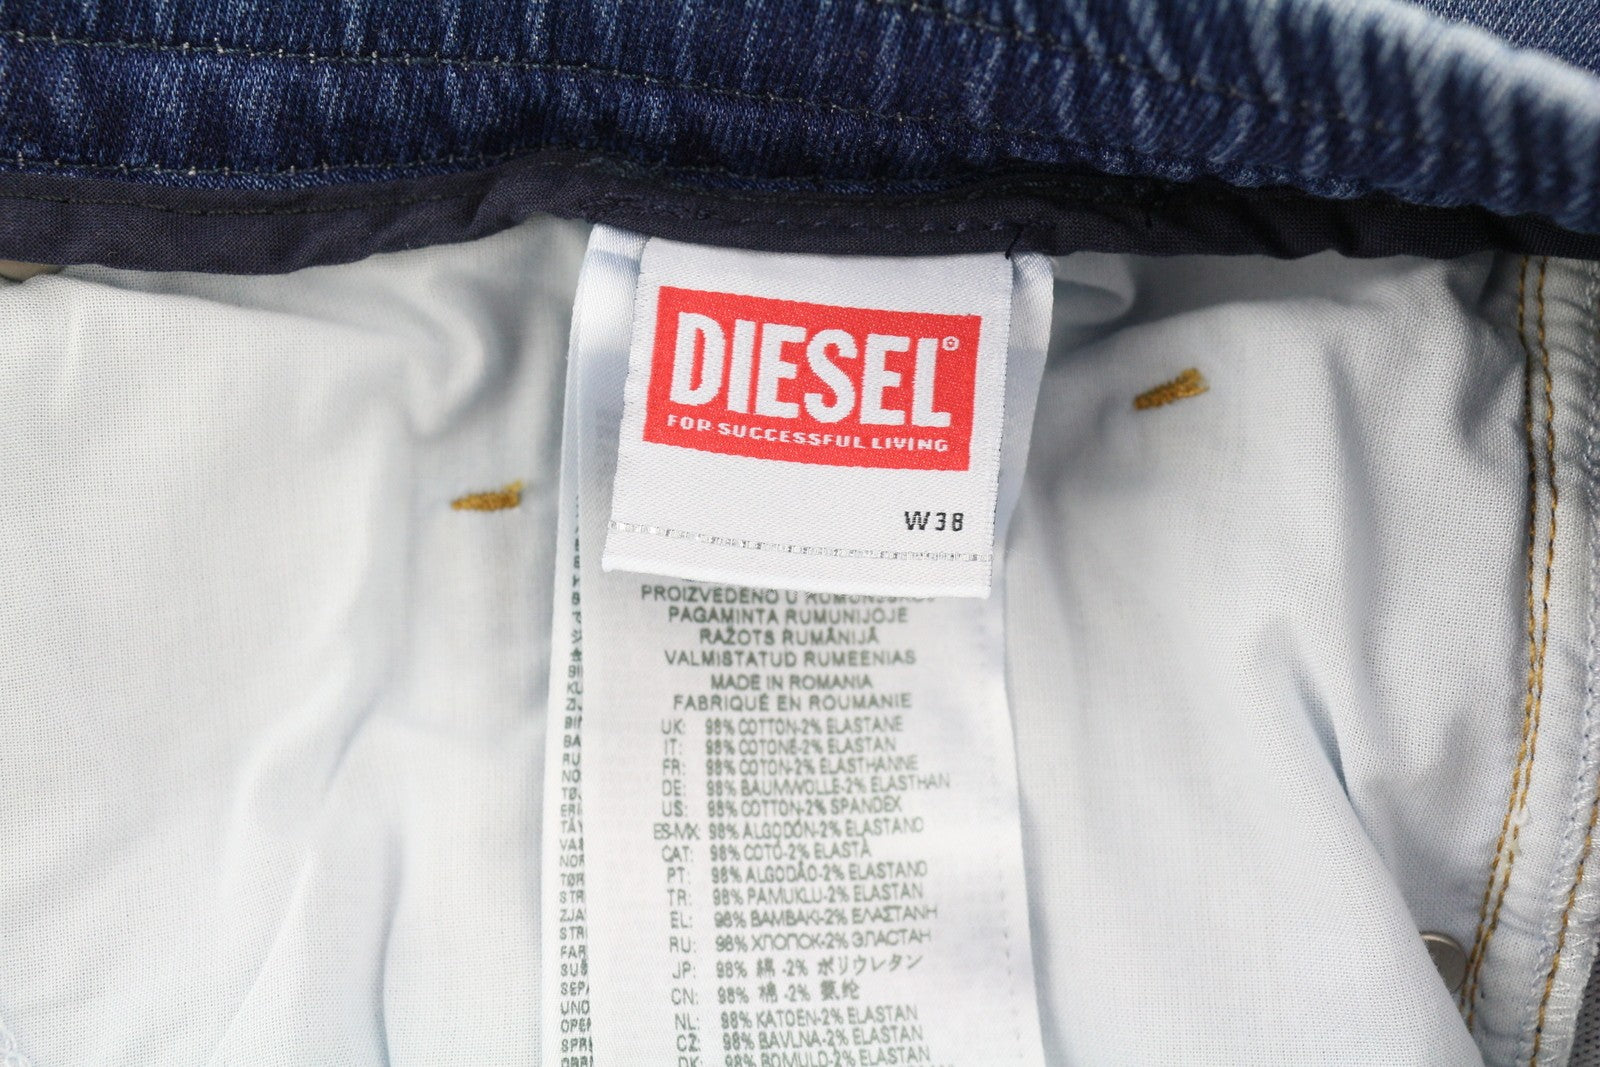 DIESEL
FOR SUCCESSFUL LIVING
W38
PROIZVEDENO U
PAGAMINTA RUMUNIJOJE
RAŽOTS RUMĀNIJĀ
VALMISTATUD RUMEENIAS
MADE IN ROMANIA
FABRIQUÉ EN ROUMANIE
UK: 98% COTTON-2% ELASTANE
IT: 98% COTONE-2% ELASTAN
FR: 98% COTON-2% ELASTHANNE
DE: 98% BAUMWOLLE-2% ELASTHAN
US: 98% COTTON-2% SPANDEX
ES-MX: 98% ALGODÓN-2% ELASTANO
CAT: 98% COTÓ-2% ELASTÀ
PT: 98% ALGODÃO-2% ELASTANO
TR: 98% PAMUKLU-2% ELASTAN
EL: 98% ΒΑΜΒΑΚΙ-2% ΕΛΑΣΤΑΝΗ
RU: 98% ХЛОПОК-2% ЭЛАСТАН
JP: 98% 綿 -2% ポリウレタン
CN: 98% 棉 -2% 氨纶
NL: 98% KATOEN-2% ELASTAN
CZ: 98% BAVLNA-2% ELASTAN
DK: 98% BOMULD-2% ELASTAN